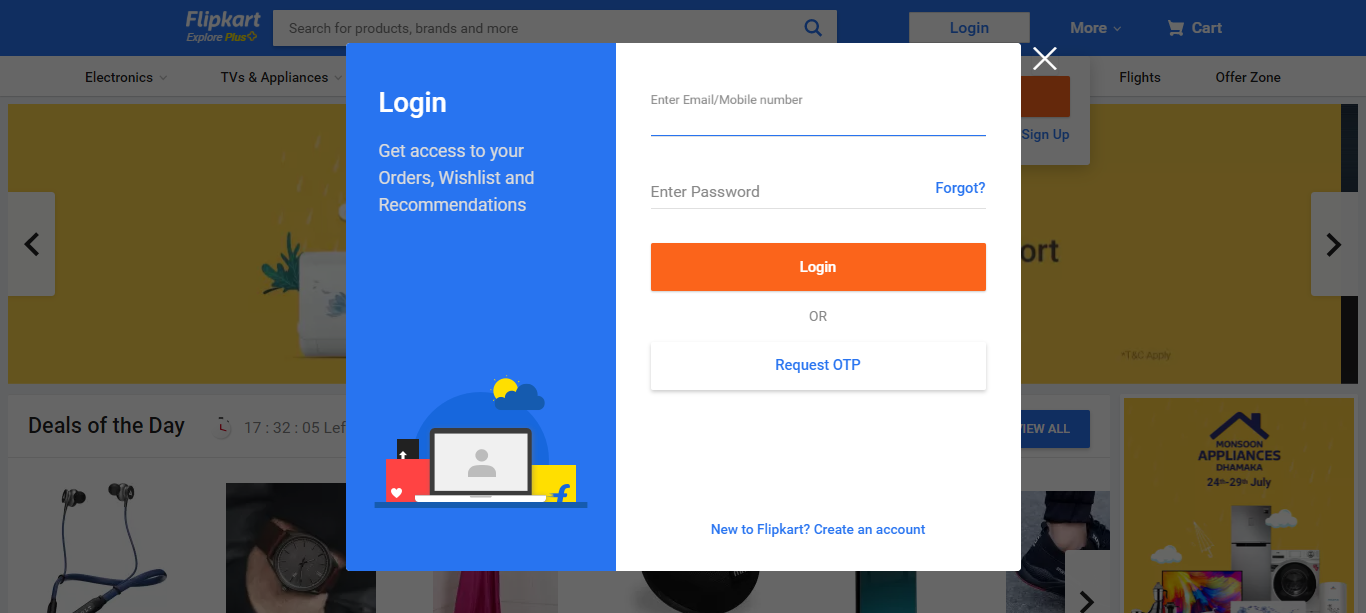 Flipkart
Explore Plus
Search for products, brands and more
Login
More
Cart
Electronics
TVs & Appliances
Flights
Offer Zone
Sign Up
Login
Get access to your
Orders, Wishlist and
Recommendations
Enter Email/Mobile number
Enter Password
Forgot?
Login
OR
Request OTP
New to Flipkart? Create an account
ort
*T&C Apply
Deals of the Day
17 : 32 : 05 Lef
VIEW ALL
MONSOON
APPLIANCES
DHAMAKA
24th-29th July